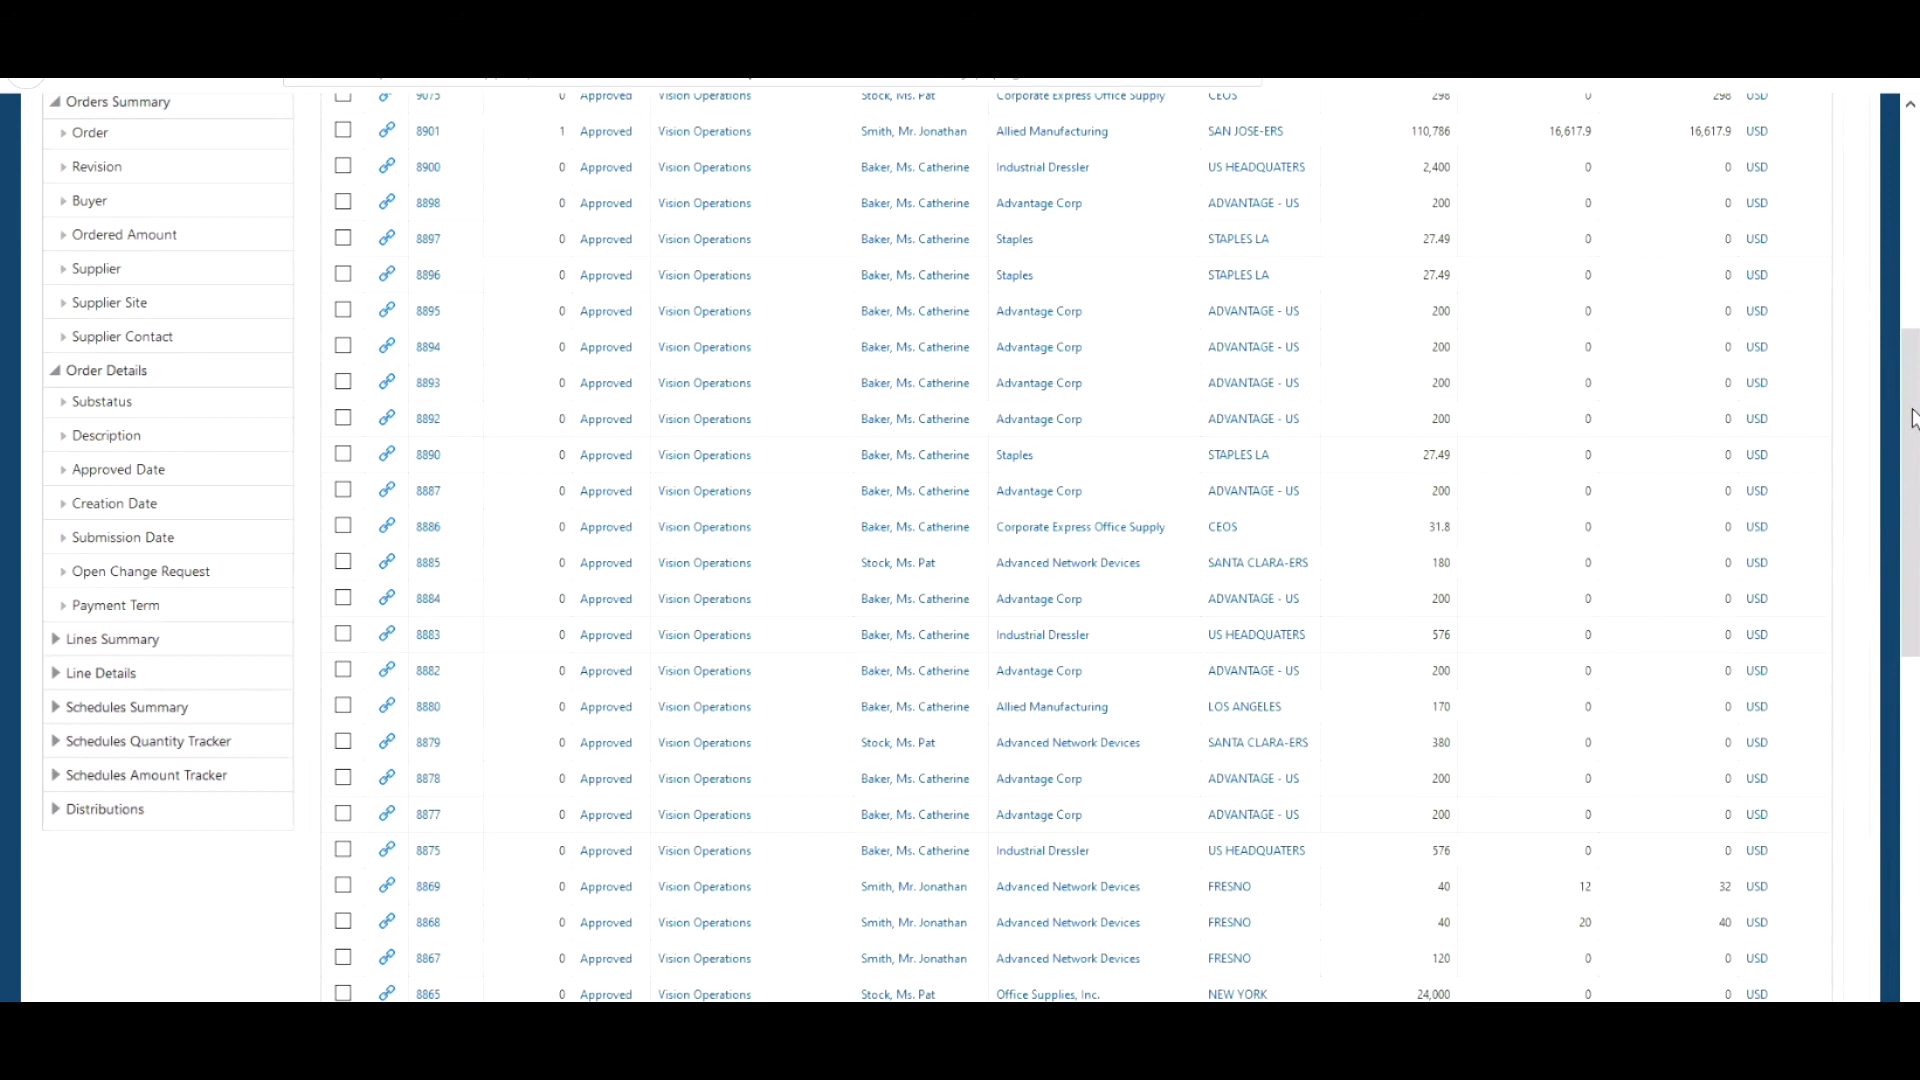 Orders Summary
Order
Revision
Buyer
Ordered Amount
Supplier
Supplier Site
Supplier Contact
Order Details
Substatus
Description
Approved Date
Creation Date
Submission Date
Open Change Request
Payment Term
Lines Summary
Line Details
Schedules Summary
Schedules Quantity Tracker
Schedules Amount Tracker
Distributions
9075 0 Approved Vision Operations Stock, Ms. Pat Corporate Express Office Supply CEOS 298 0 298 USD
8901 1 Approved Vision Operations Smith, Mr. Jonathan Allied Manufacturing SAN JOSE-ERS 110,786 16,617.9 16,617.9 USD
8900 0 Approved Vision Operations Baker, Ms. Catherine Industrial Dressler US HEADQUATERS 2,400 0 0 USD
8898 0 Approved Vision Operations Baker, Ms. Catherine Advantage Corp ADVANTAGE - US 200 0 0 USD
8897 0 Approved Vision Operations Baker, Ms. Catherine Staples STAPLES LA 27.49 0 0 USD
8896 0 Approved Vision Operations Baker, Ms. Catherine Staples STAPLES LA 27.49 0 0 USD
8895 0 Approved Vision Operations Baker, Ms. Catherine Advantage Corp ADVANTAGE - US 200 0 0 USD
8894 0 Approved Vision Operations Baker, Ms. Catherine Advantage Corp ADVANTAGE - US 200 0 0 USD
8893 0 Approved Vision Operations Baker, Ms. Catherine Advantage Corp ADVANTAGE - US 200 0 0 USD
8892 0 Approved Vision Operations Baker, Ms. Catherine Advantage Corp ADVANTAGE - US 200 0 0 USD
8890 0 Approved Vision Operations Baker, Ms. Catherine Staples STAPLES LA 27.49 0 0 USD
8887 0 Approved Vision Operations Baker, Ms. Catherine Advantage Corp ADVANTAGE - US 200 0 0 USD
8886 0 Approved Vision Operations Baker, Ms. Catherine Corporate Express Office Supply CEOS 31.8 0 0 USD
8885 0 Approved Vision Operations Stock, Ms. Pat Advanced Network Devices SANTA CLARA-ERS 180 0 0 USD
8884 0 Approved Vision Operations Baker, Ms. Catherine Advantage Corp ADVANTAGE - US 200 0 0 USD
8883 0 Approved Vision Operations Baker, Ms. Catherine Industrial Dressler US HEADQUATERS 576 0 0 USD
8882 0 Approved Vision Operations Baker, Ms. Catherine Advantage Corp ADVANTAGE - US 200 0 0 USD
8880 0 Approved Vision Operations Baker, Ms. Catherine Allied Manufacturing LOS ANGELES 170 0 0 USD
8879 0 Approved Vision Operations Stock, Ms. Pat Advanced Network Devices SANTA CLARA-ERS 380 0 0 USD
8878 0 Approved Vision Operations Baker, Ms. Catherine Advantage Corp ADVANTAGE - US 200 0 0 USD
8877 0 Approved Vision Operations Baker, Ms. Catherine Advantage Corp ADVANTAGE - US 200 0 0 USD
8875 0 Approved Vision Operations Baker, Ms. Catherine Industrial Dressler US HEADQUATERS 576 0 0 USD
8869 0 Approved Vision Operations Smith, Mr. Jonathan Advanced Network Devices FRESNO 40 12 32 USD
8868 0 Approved Vision Operations Smith, Mr. Jonathan Advanced Network Devices FRESNO 40 20 40 USD
8867 0 Approved Vision Operations Smith, Mr. Jonathan Advanced Network Devices FRESNO 120 0 0 USD
8865 0 Approved Vision Operations Stock, Ms. Pat Office Supplies, Inc. NEW YORK 24,000 0 0 USD